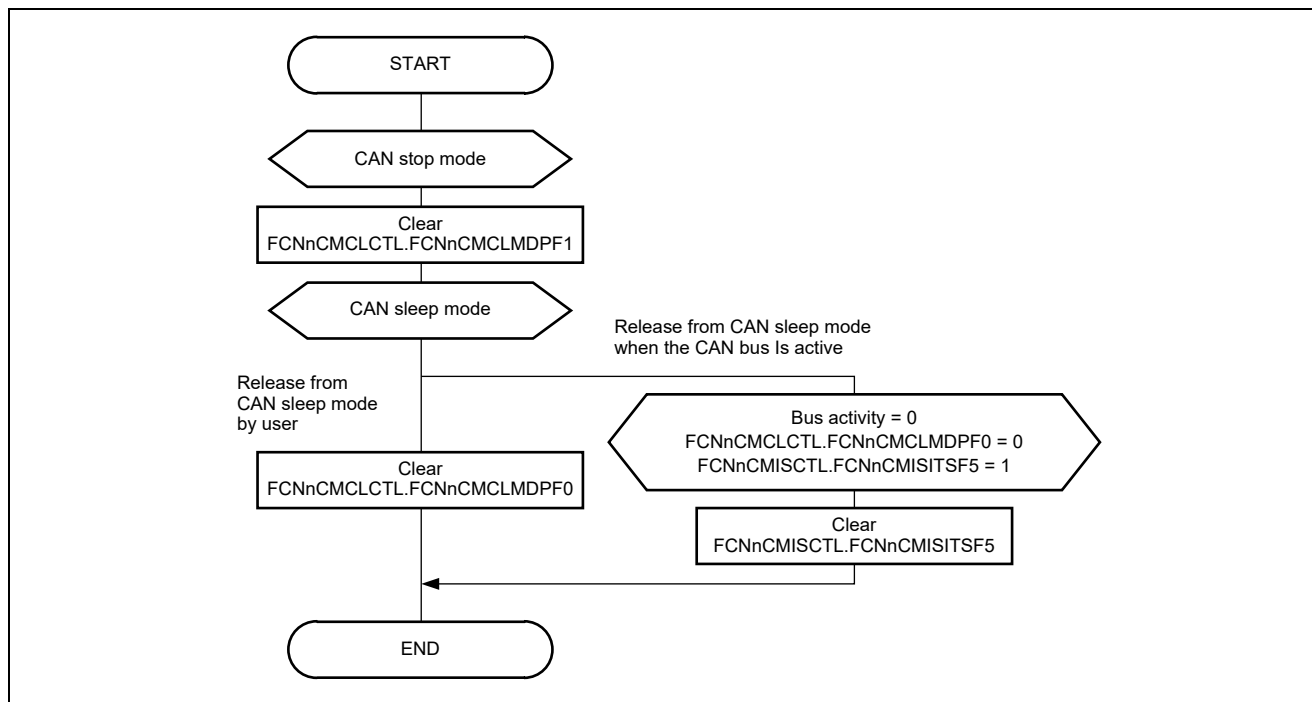 START
CAN stop mode
Clear
FCNnCMCLCTL.FCNnCMCLMDPF1
CAN sleep mode
Release from CAN sleep mode
when the CAN bus Is active
Release from
CAN sleep mode
by user
Bus activity = 0
FCNnCMCLCTL.FCNnCMCLMDPF0 = 0
FCNnCMISCTL.FCNnCMISITSF5 = 1
Clear
FCNnCMCLCTL.FCNnCMCLMDPF0
Clear
FCNnCMISCTL.FCNnCMISITSF5
END